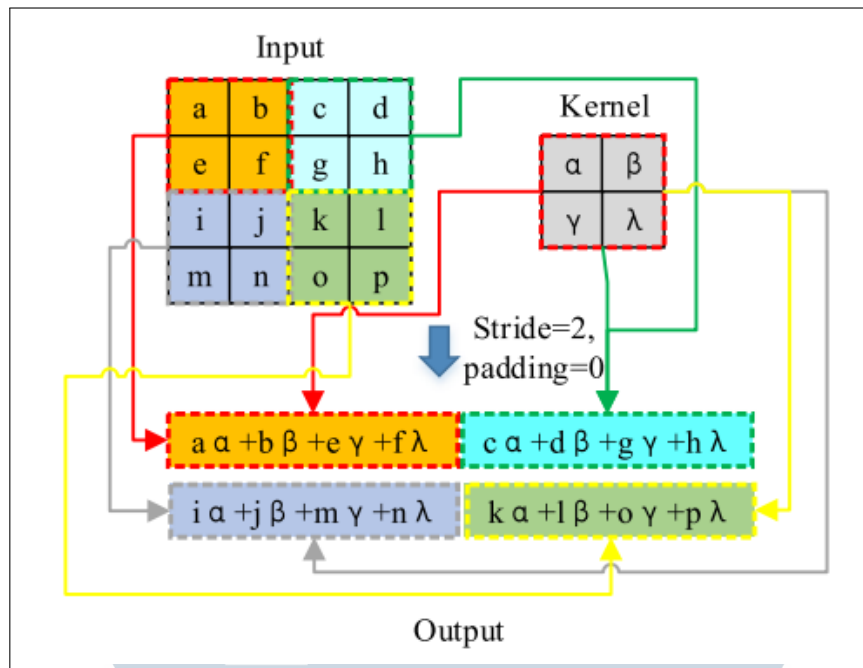 Input
a b c d
e f g h
i j k l
m n o p
Kernel
α β
γ λ
Stride=2,
padding=0
a α +b β +e γ +f λ
c α +d β +g γ +h λ
i α +j β +m γ +n λ
k α +l β +o γ +p λ
Output